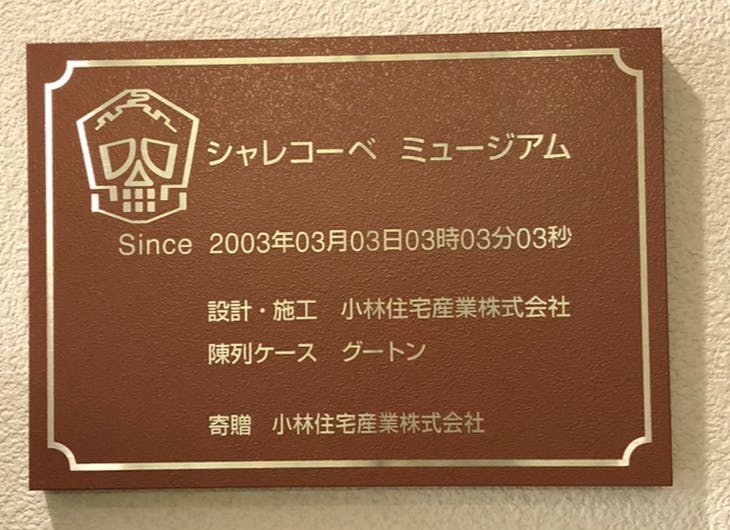 シャレコーベ ミュージアム
Since 2003年03月03日03時03分03秒
設計・施工 小林住宅産業株式会社
陳列ケース グートン
寄贈 小林住宅産業株式会社